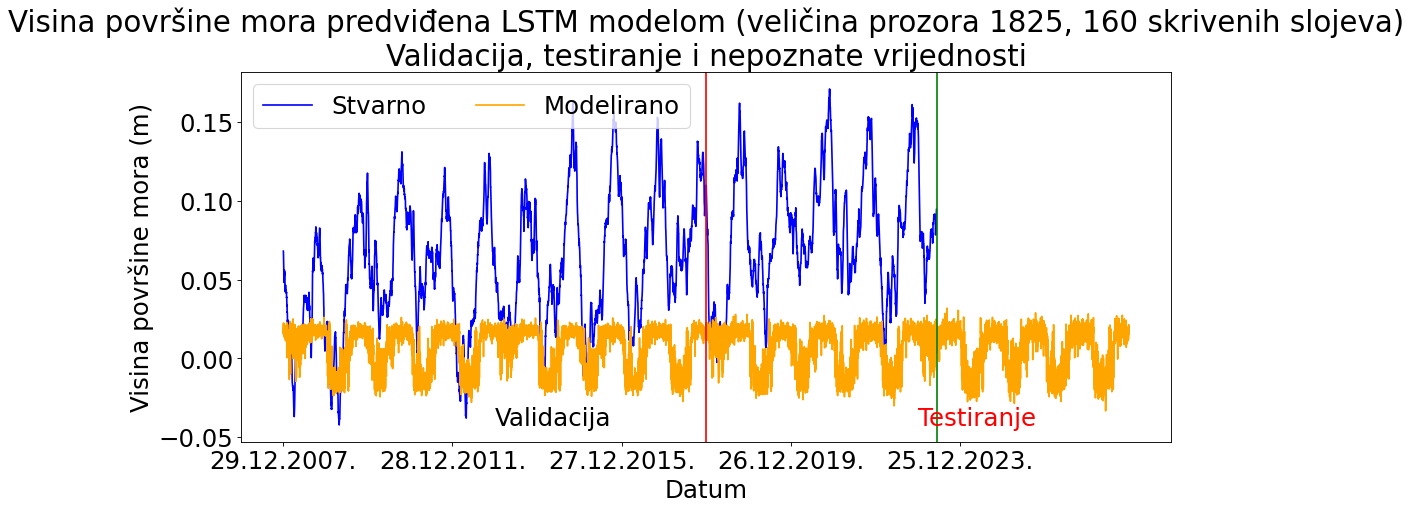 Visina površine mora predviđena LSTM modelom (veličina prozora 1825, 160 skrivenih slojeva)
Validacija, testiranje i nepoznate vrijednosti
Stvarno Modelirano
Visina površine mora (m)
0.15
0.10
0.05
0.00
−0.05
Validacija Testiranje
29.12.2007. 28.12.2011. 27.12.2015. 26.12.2019. 25.12.2023.
Datum